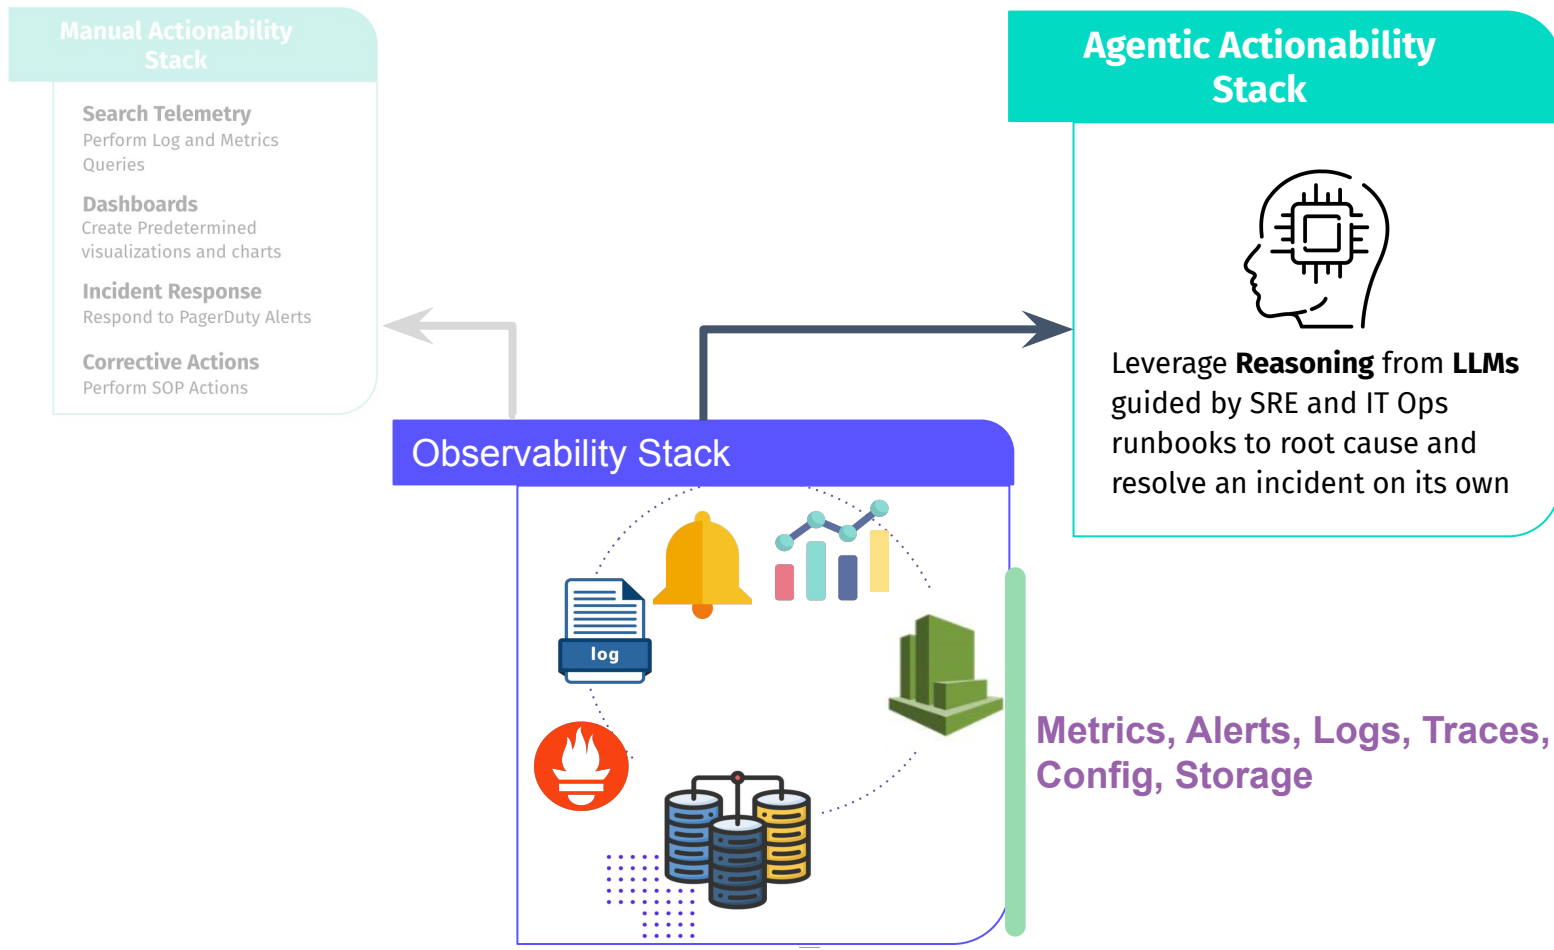 Manual Actionability
Stack
Search Telemetry
Perform Log and Metrics
Queries
Dashboards
Create Predetermined
visualizations and charts
Incident Response
Respond to PagerDuty Alerts
Corrective Actions
Perform SOP Actions
Agentic Actionability
Stack
Leverage Reasoning from LLMs
guided by SRE and IT Ops
runbooks to root cause and
resolve an incident on its own
Observability Stack
log
Metrics, Alerts, Logs, Traces,
Config, Storage